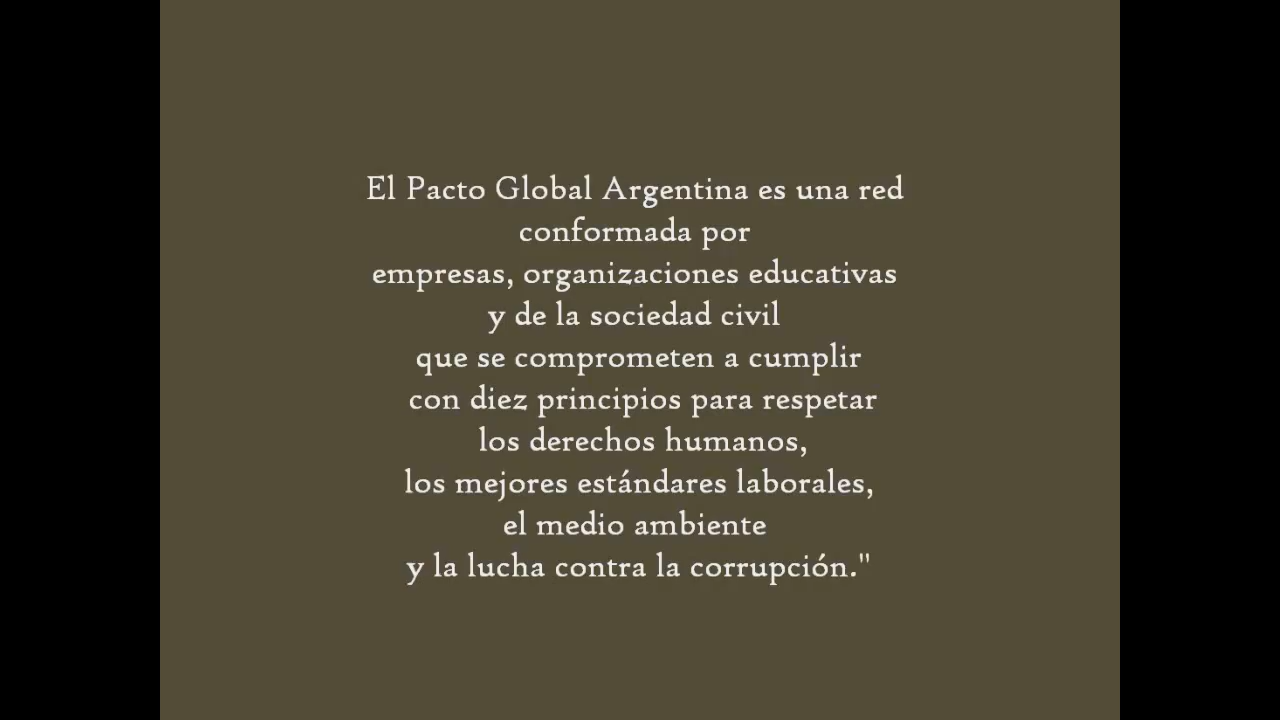 El Pacto Global Argentina es una red
conformada por
empresas, organizaciones educativas
y de la sociedad civil
que se comprometen a cumplir
con diez principios para respetar
los derechos humanos,
los mejores estándares laborales,
el medio ambiente
y la lucha contra la corrupción."